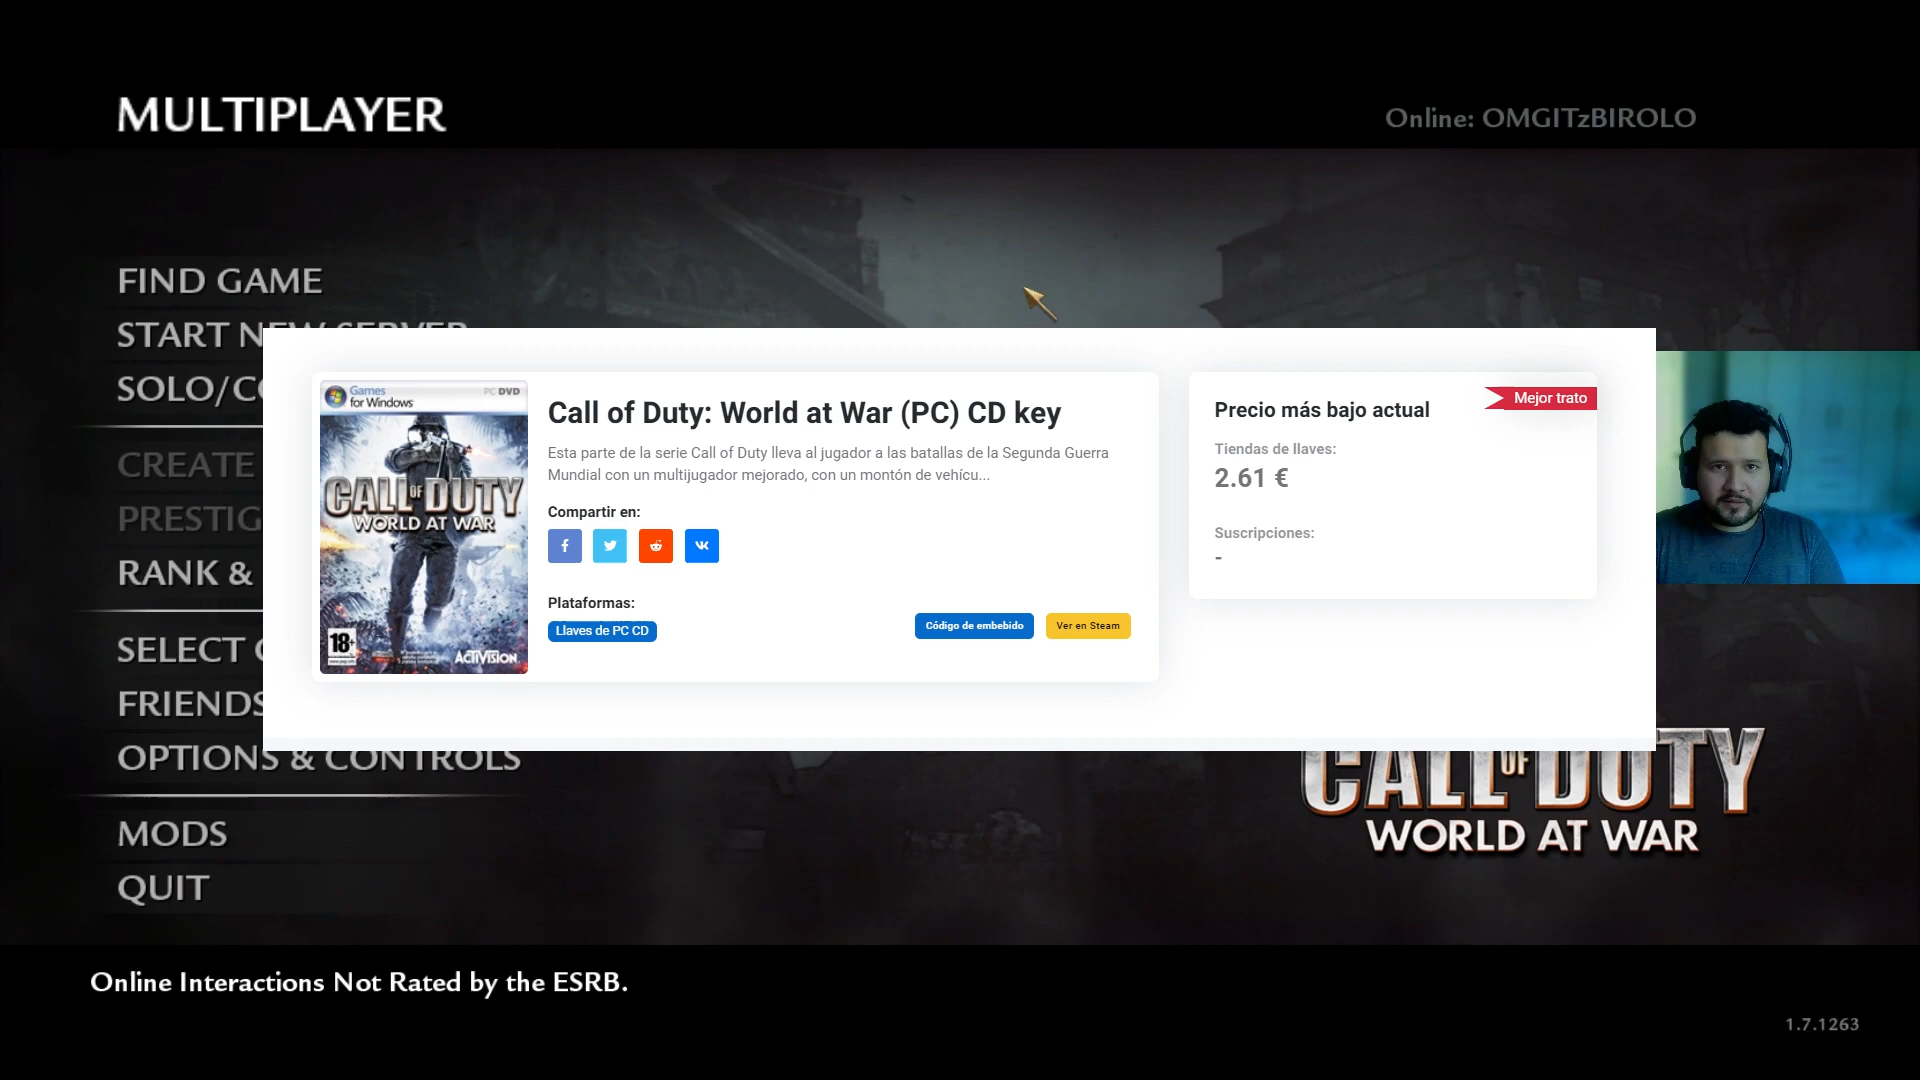 MULTIPLAYER
Online: OMGITzBIROLO
FIND GAME
START NEW SERVER
SOLO/CO
CREATE
PRESTIG
RANK &
SELECT C
FRIENDS
OPTIONS & CONTROLS
MODS
QUIT
Games
for Windows
PC DVD
CALL OF DUTY
WORLD AT WAR
18+
ACTIVISION
Call of Duty: World at War (PC) CD key
Esta parte de la serie Call of Duty lleva al jugador a las batallas de la Segunda Guerra
Mundial con un multijugador mejorado, con un montón de vehícu...
Compartir en:
Plataformas:
Llaves de PC CD
Código de embebido
Ver en Steam
Precio más bajo actual
Mejor trato
Tiendas de llaves:
2.61 €
Suscripciones:
-
CALL OF DUTY
WORLD AT WAR
Online Interactions Not Rated by the ESRB.
1.7.1263